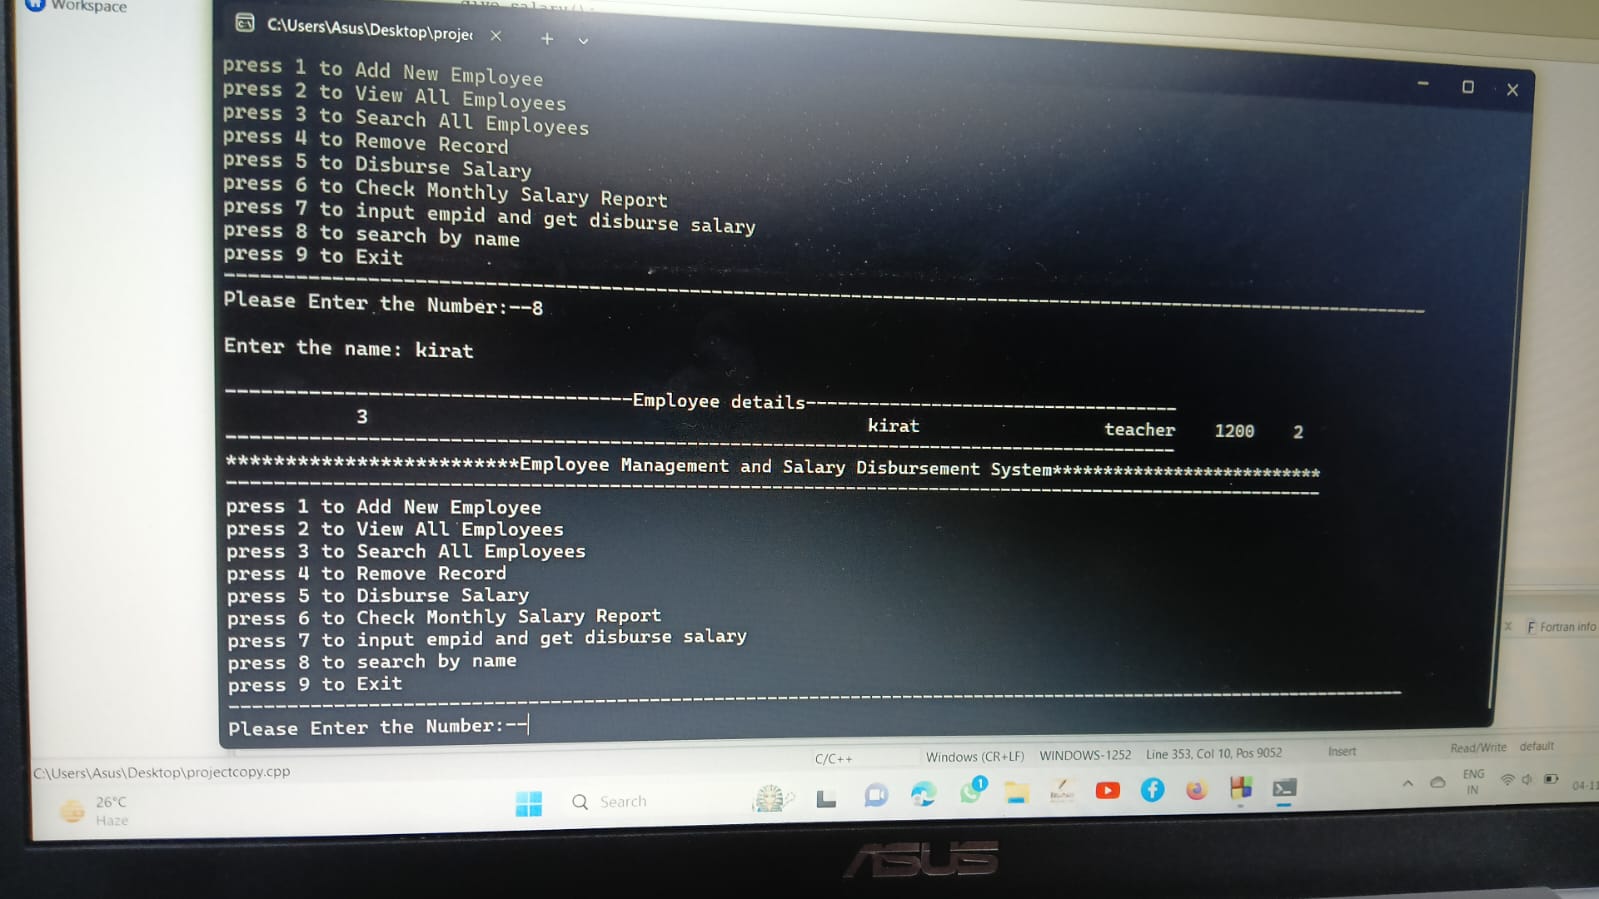 Workspace
C:\Users\Asus\Desktop\projec
press 1 to Add New Employee
press 2 to View All Employees
press 3 to Search All Employees
press 4 to Remove Record
press 5 to Disburse Salary
press 6 to Check Monthly Salary Report
press 7 to input empid and get disburse salary
press 8 to search by name
press 9 to Exit
Please Enter the Number:--8
Enter the name: kirat
----------------------------------Employee details-------------------------------
3 kirat teacher 1200 2
*************************Employee Management and Salary Disbursement System***************************
press 1 to Add New Employee
press 2 to View All Employees
press 3 to Search All Employees
press 4 to Remove Record
press 5 to Disburse Salary
press 6 to Check Monthly Salary Report
press 7 to input empid and get disburse salary
press 8 to search by name
press 9 to Exit
Please Enter the Number:--
Fortran info
C/C++ Windows (CR+LF) WINDOWS-1252 Line 353, Col 10, Pos 9052 Insert Read/Write default
C:\Users\Asus\Desktop\projectcopy.cpp
26°C
Haze
Search
1
ENG
IN
04-11
ASUS